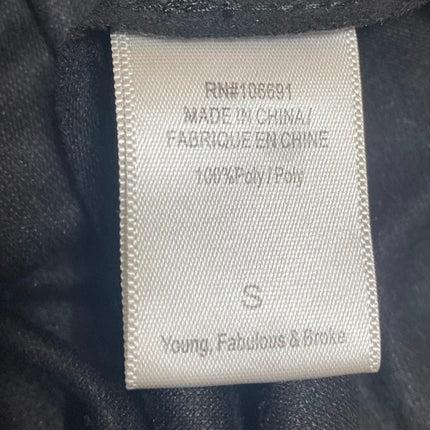 RN#106691
MADE IN CHINA/
FABRIQUE EN CHINE
100%Poly / Poly
S
Young, Fabulous & Broke